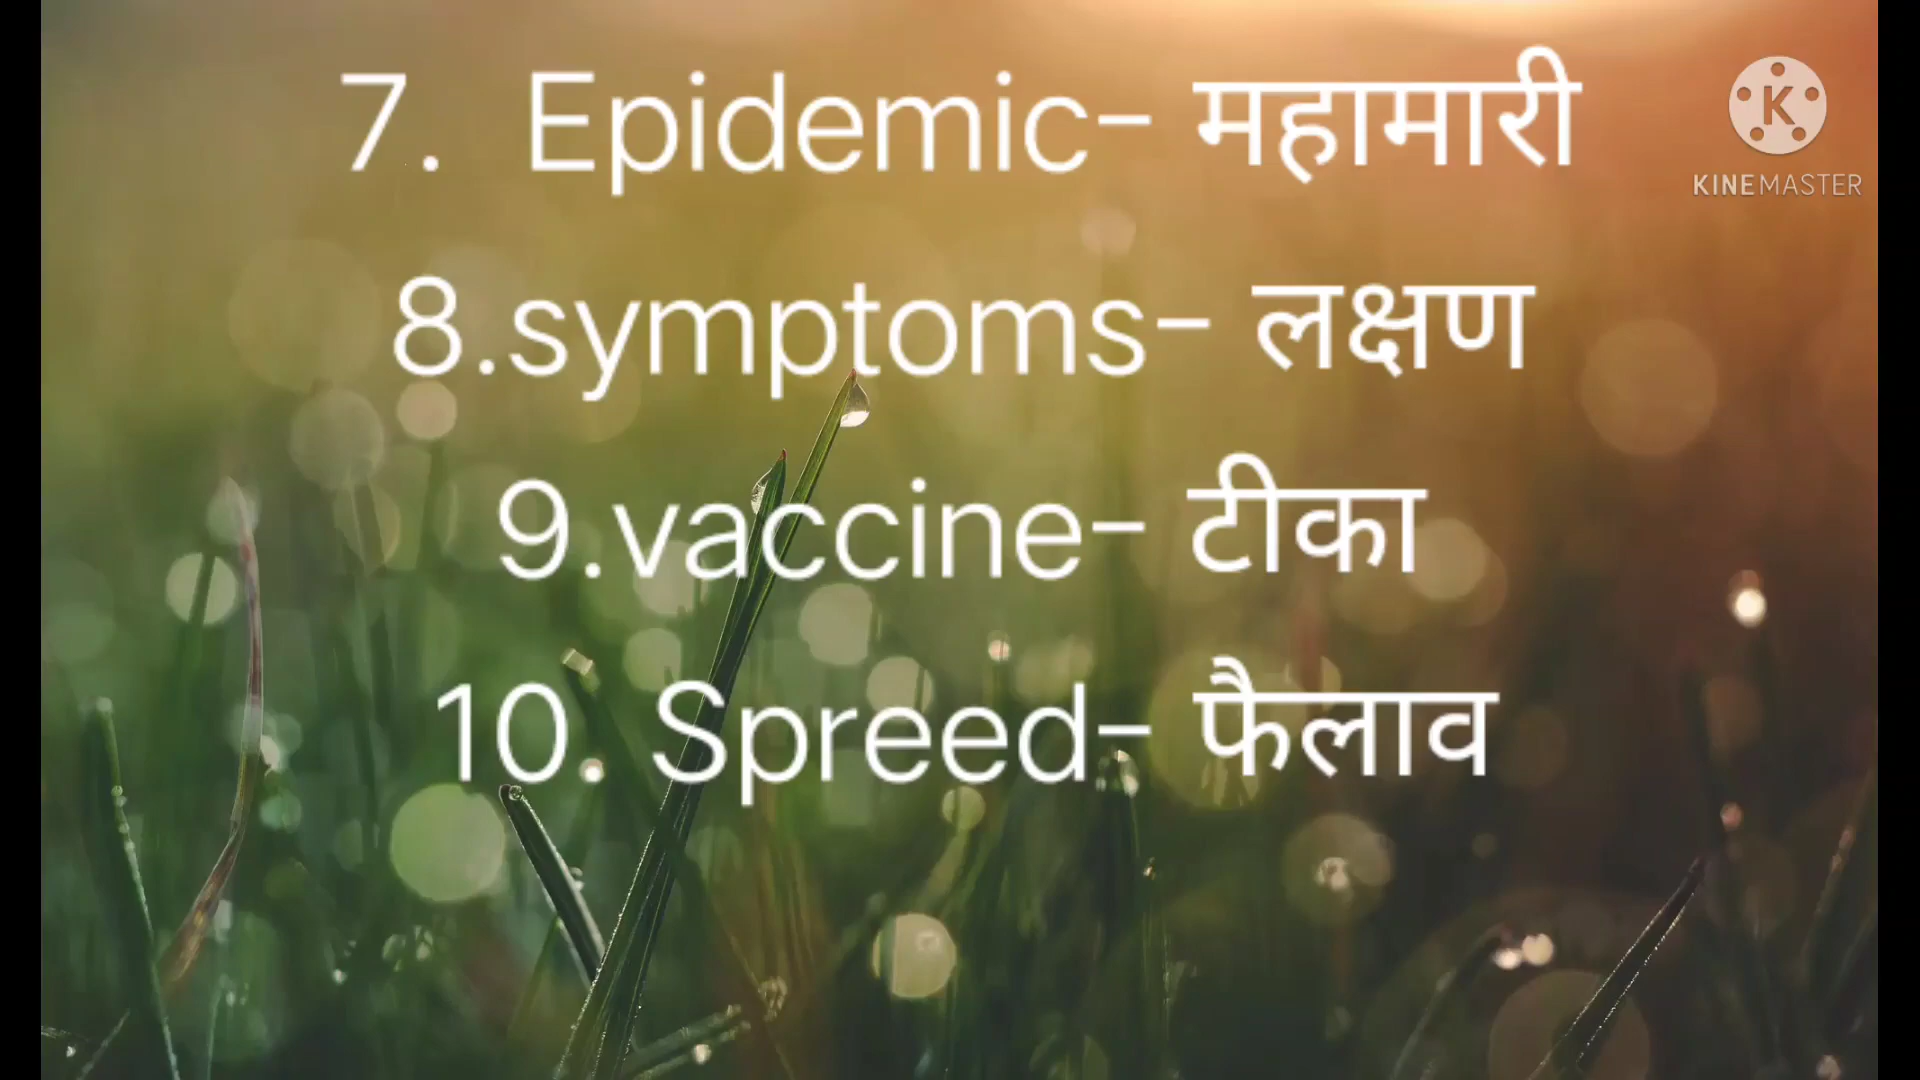 7. Epidemic- महामारी
KINEMASTER
8.symptoms- लक्षण
9.vaccine- टीका
10. Spreed- फैलाव